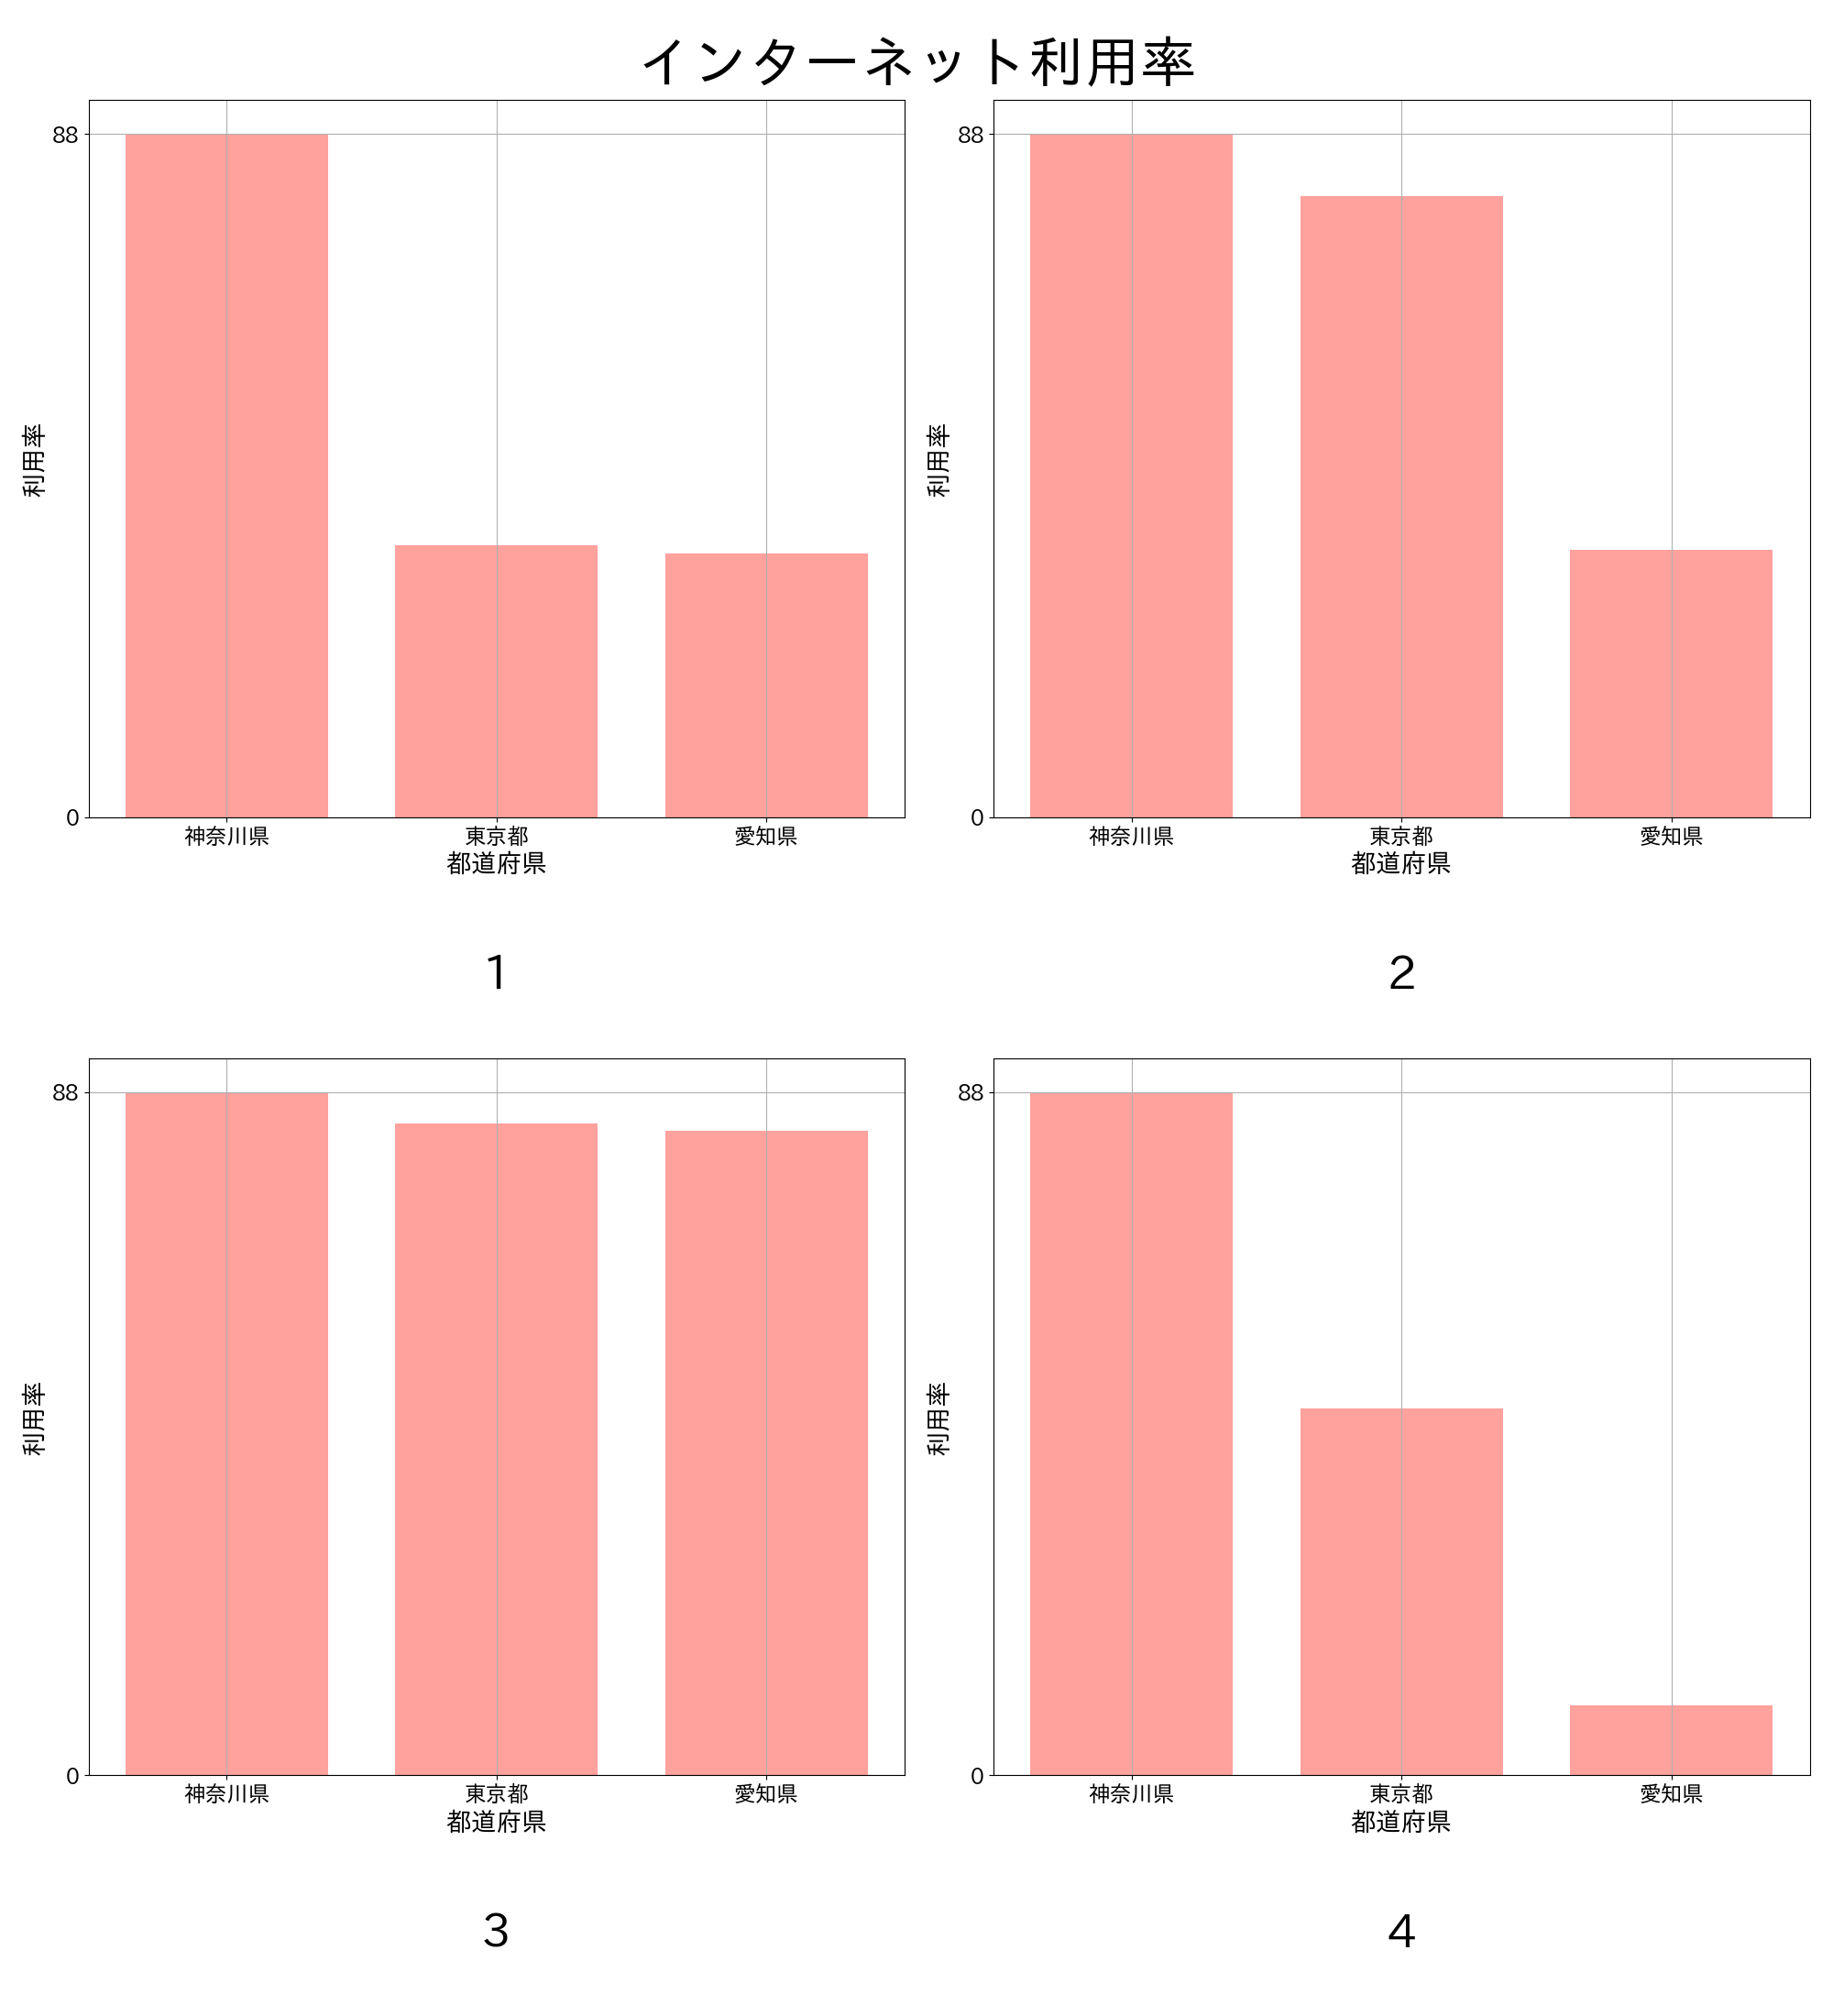 インターネット利用率
88
0
利用率
神奈川県 東京都 愛知県
都道府県
1
88
0
利用率
神奈川県 東京都 愛知県
都道府県
2
88
0
利用率
神奈川県 東京都 愛知県
都道府県
3
88
0
利用率
神奈川県 東京都 愛知県
都道府県
4